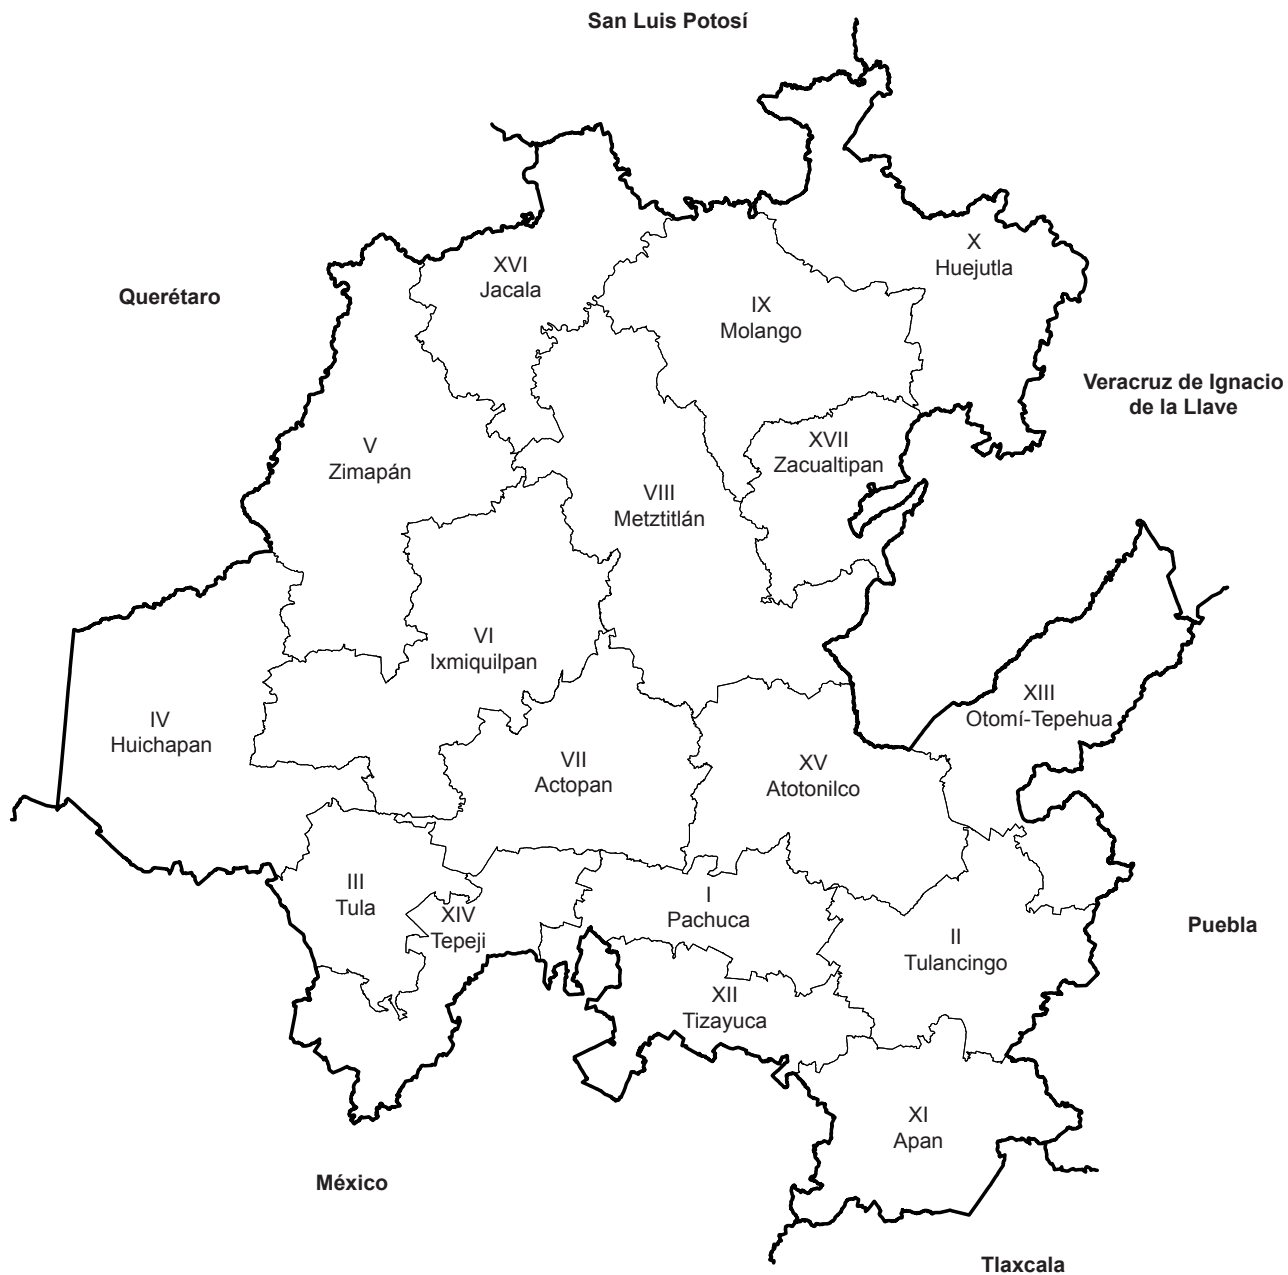 San Luis Potosí
X
Huejutla
XVI
Jacala
Querétaro
IX
Molango
Veracruz de Ignacio
de la Llave
V
Zimapán
XVII
Zacualtipan
VIII
Metztitlán
VI
Ixmiquilpan
XIII
Otomí-Tepehua
IV
Huichapan
VII
Actopan
XV
Atotonilco
III
Tula
I
Pachuca
XIV
Tepeji
Puebla
II
Tulancingo
XII
Tizayuca
XI
Apan
México
Tlaxcala